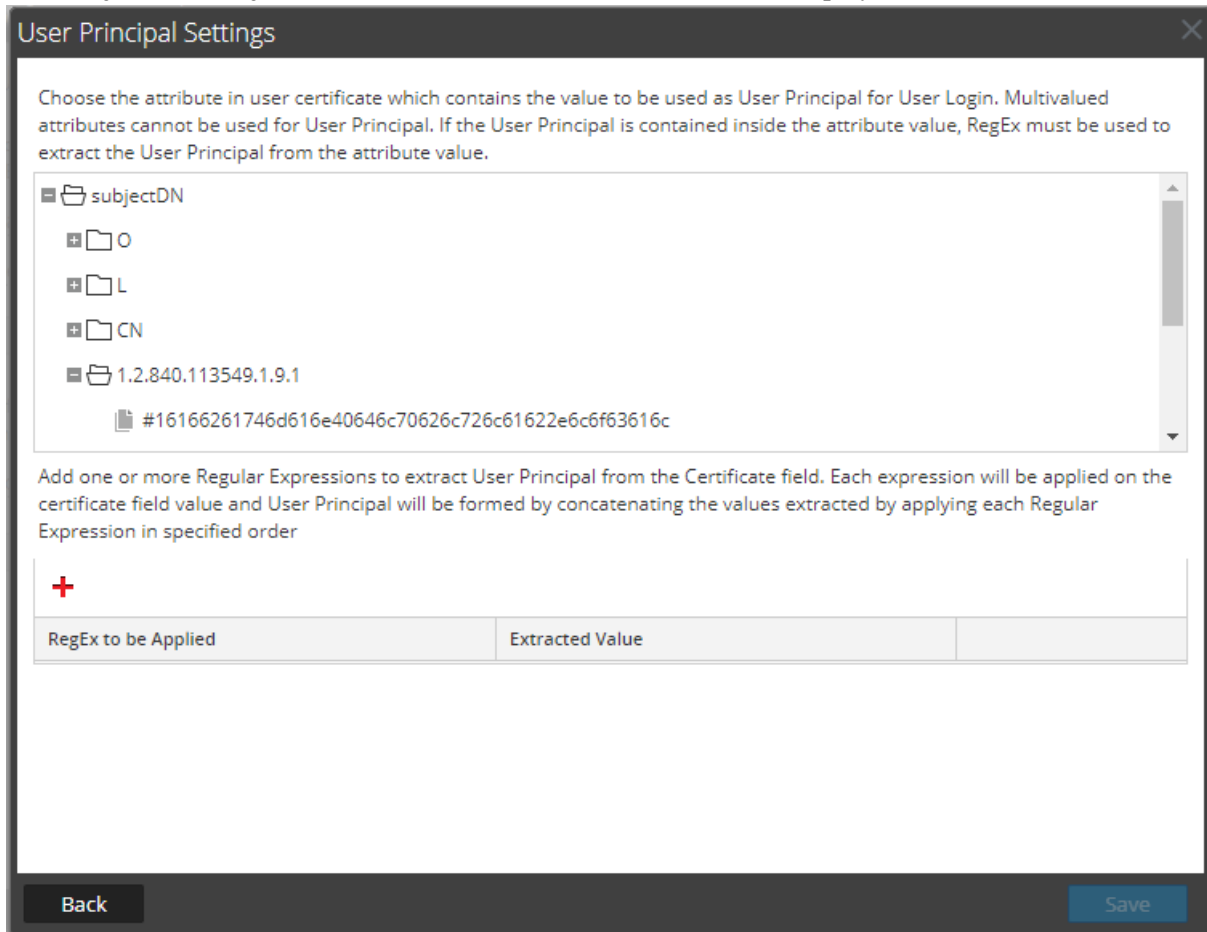 User Principal Settings
Choose the attribute in user certificate which contains the value to be used as User Principal for User Login. Multivalued
attributes cannot be used for User Principal. If the User Principal is contained inside the attribute value, RegEx must be used to
extract the User Principal from the attribute value.
subjectDN
O
L
CN
1.2.840.113549.1.9.1
#16166261746d616e40646c70626c726c61622e6c6f63616c
Add one or more Regular Expressions to extract User Principal from the Certificate field. Each expression will be applied on the
certificate field value and User Principal will be formed by concatenating the values extracted by applying each Regular
Expression in specified order
RegEx to be Applied
Extracted Value
Back
Save